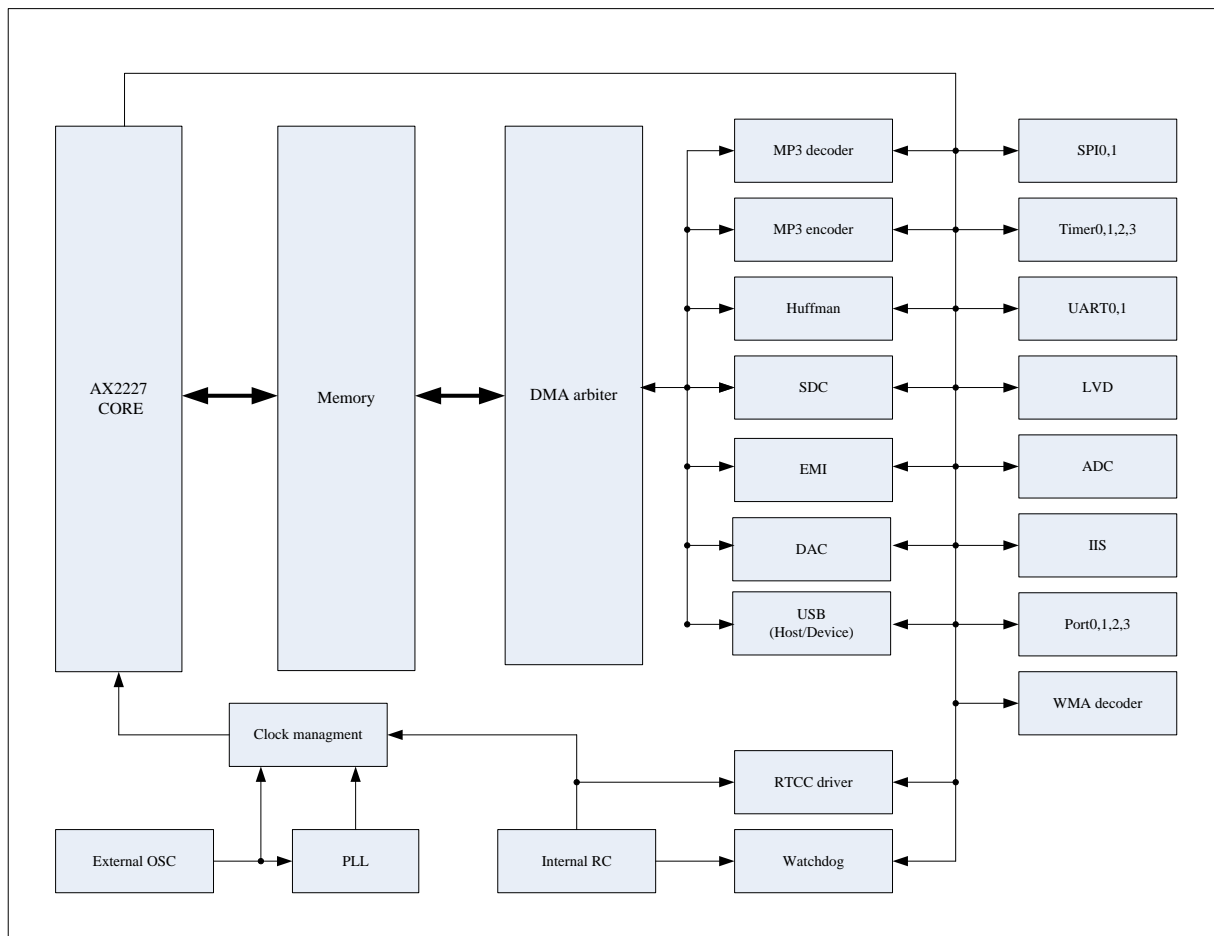 AX2227
CORE
Memory
DMA arbiter
MP3 decoder
MP3 encoder
Huffman
SDC
EMI
DAC
USB
(Host/Device)
SPI0,1
Timer0,1,2,3
UART0,1
LVD
ADC
IIS
Port0,1,2,3
WMA decoder
Clock managment
RTCC driver
External OSC
PLL
Internal RC
Watchdog